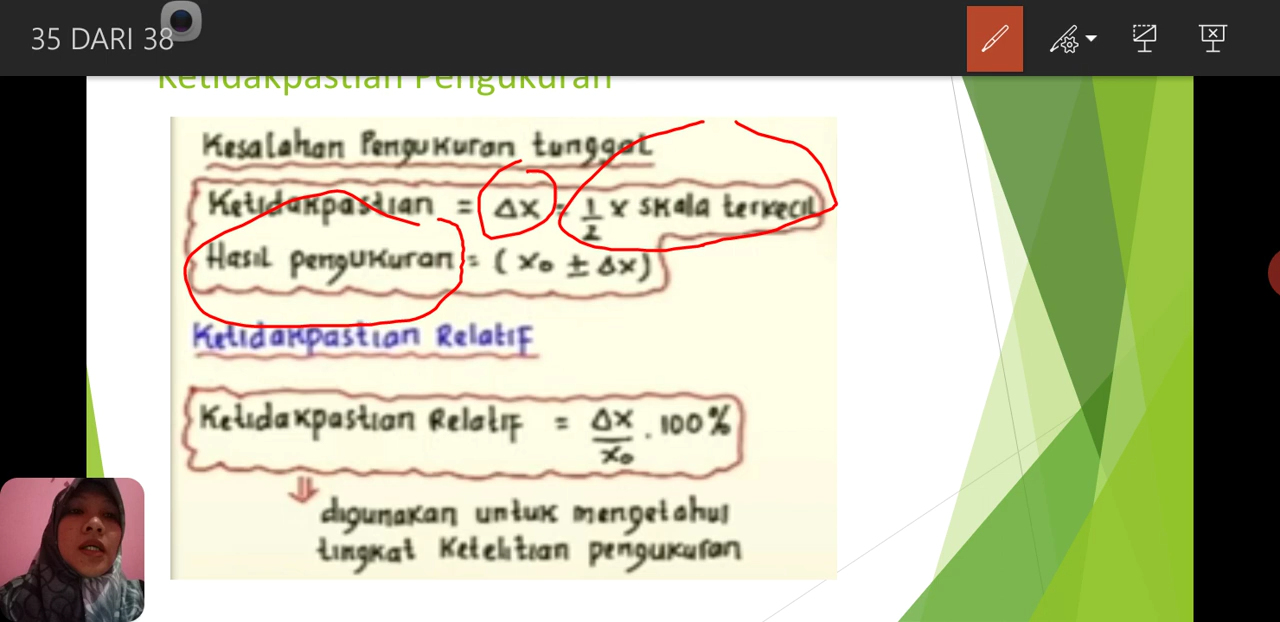 35 DARI 38
Ketidakpastian Pengukuran
Kesalahan Pengukuran tunggal
Ketidakpastian = Δx = 1/2 x skala terkecil
Hasil pengukuran = ( x₀ ± Δx )
Ketidakpastian Relatif
Ketidakpastian Relatif = Δx/x₀ . 100%
⇓ digunakan untuk mengetahui
tingkat Ketelitian pengukuran